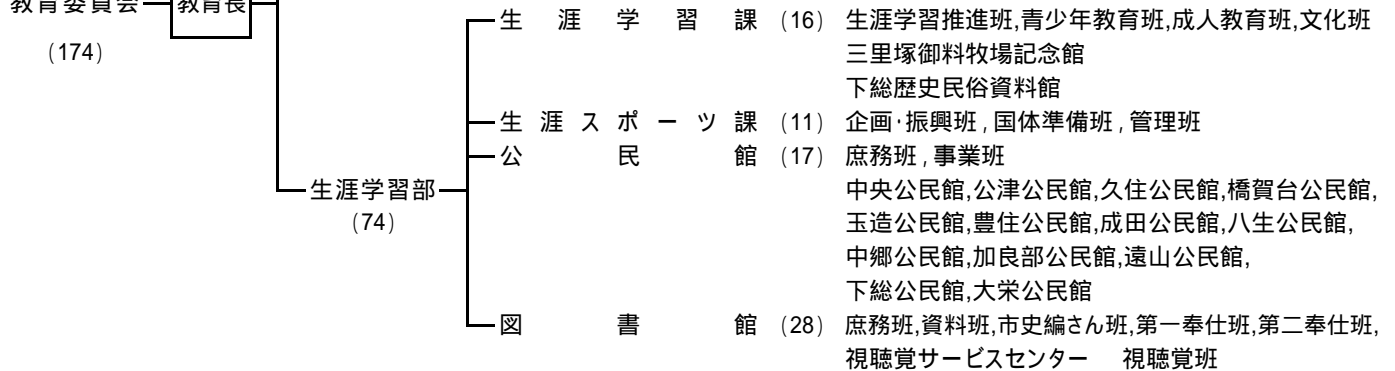 教育委員会 教育長
(174)
生涯学習課 (16) 生涯学習推進班,青少年教育班,成人教育班,文化班
三里塚御料牧場記念館
下総歴史民俗資料館
生涯スポーツ課 (11) 企画・振興班,国体準備班,管理班
公民館 (17) 庶務班,事業班
生涯学習部
(74)
中央公民館,公津公民館,久住公民館,橋賀台公民館,
玉造公民館,豊住公民館,成田公民館,八生公民館,
中郷公民館,加良部公民館,遠山公民館,
下総公民館,大栄公民館
図書館 (28) 庶務班,資料班,市史編さん班,第一奉仕班,第二奉仕班,
視聴覚サービスセンター 視聴覚班